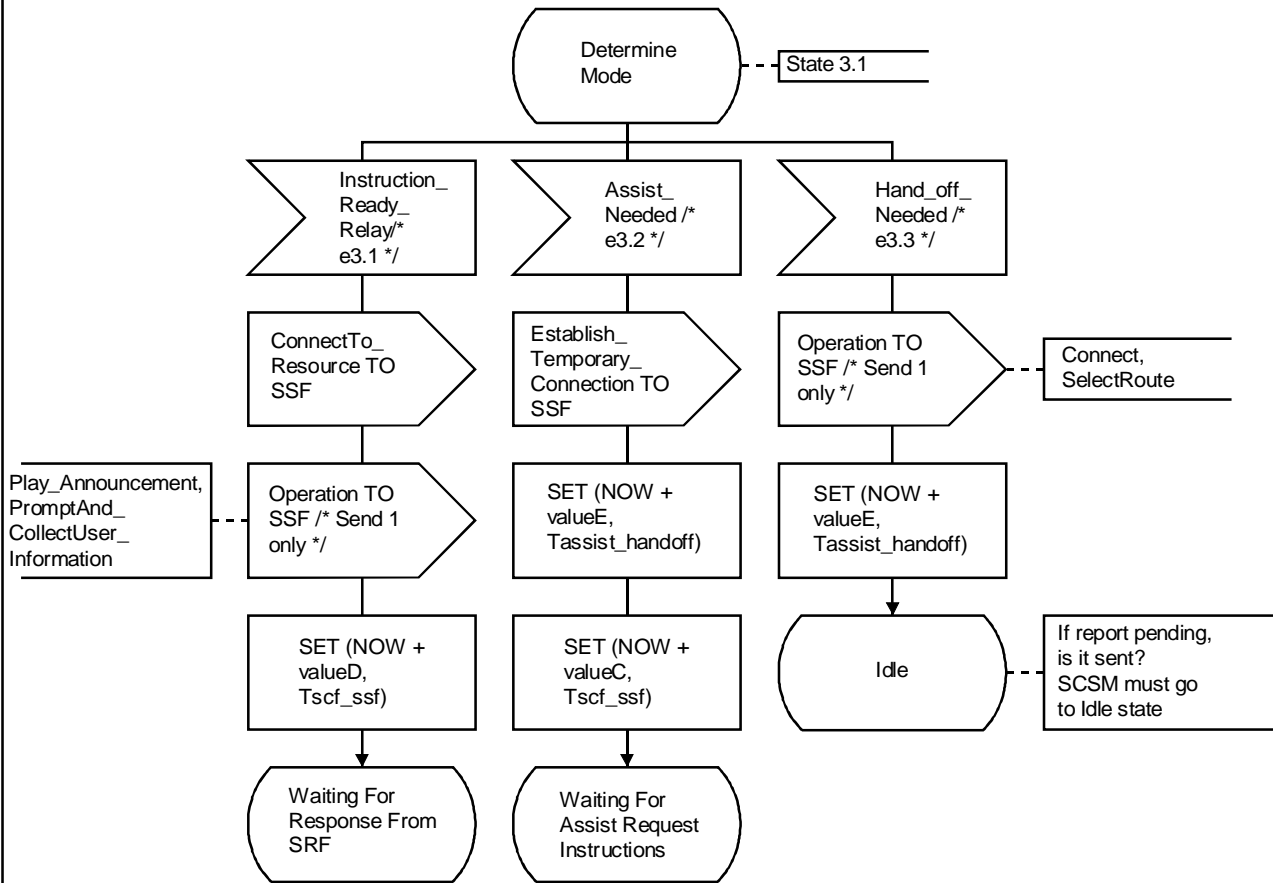 Determine
Mode
State 3.1
Instruction_
Ready_
Relay/*
e3.1 */
Assist_
Needed /*
e3.2 */
Hand_off_
Needed /*
e3.3 */
ConnectTo_
Resource TO
SSF
Establish_
Temporary_
Connection TO
SSF
Operation TO
SSF /* Send 1
only */
Connect,
SelectRoute
Play_Announcement,
PromptAnd_
CollectUser_
Information
Operation TO
SSF /* Send 1
only */
SET (NOW +
valueE,
Tassist_handoff)
SET (NOW +
valueE,
Tassist_handoff)
SET (NOW +
valueD,
Tscf_ssf)
SET (NOW +
valueC,
Tscf_ssf)
Idle
If report pending,
is it sent?
SCSM must go
to Idle state
Waiting For
Response From
SRF
Waiting For
Assist Request
Instructions